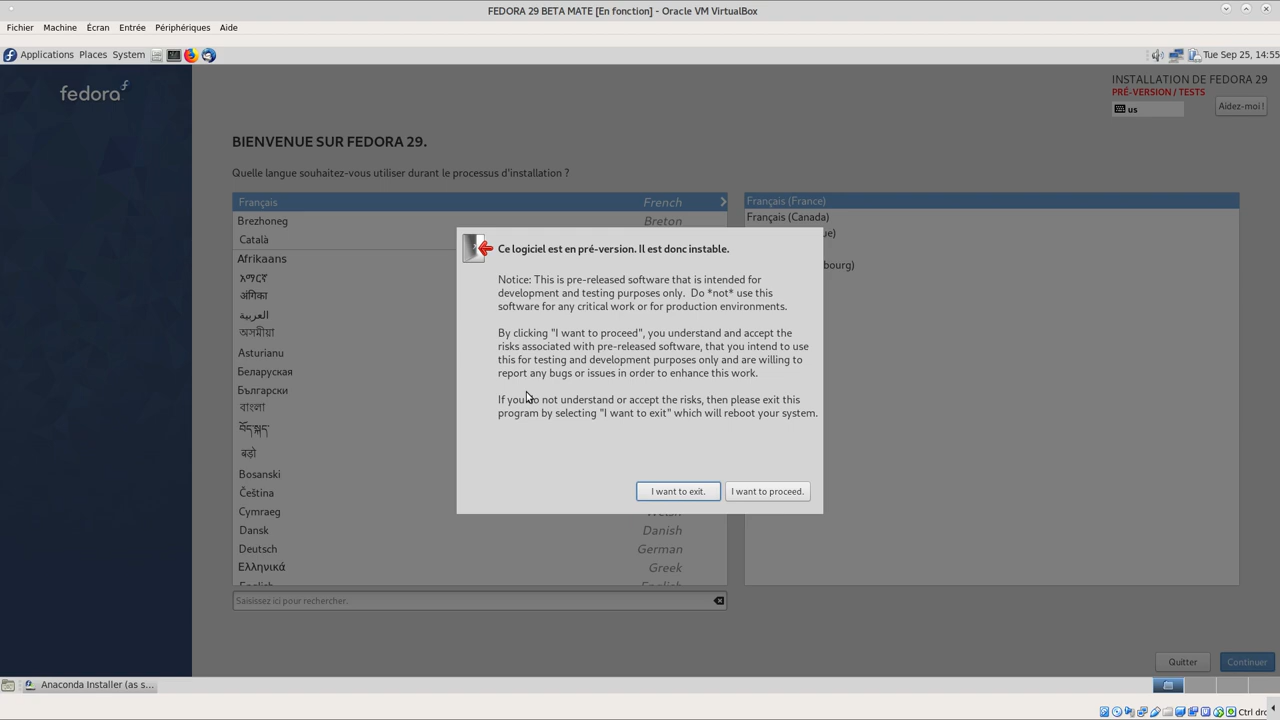 FEDORA 29 BETA MATE [En fonction] - Oracle VM VirtualBox
Fichier Machine Écran Entrée Périphériques Aide
Applications Places System
Tue Sep 25, 14:55
fedora
INSTALLATION DE FEDORA 29
PRÉ-VERSION / TESTS
us
Aidez-moi !
BIENVENUE SUR FEDORA 29.
Quelle langue souhaitez-vous utiliser durant le processus d'installation ?
Français French
Brezhoneg Breton
Català
Afrikaans
አማርኛ
अंगिका
العربية
অসমীয়া
Asturianu
Беларуская
Български
বাংলা
བོད་སྐད་
बड़ो
Bosanski
Čeština
Cymraeg Welsh
Dansk Danish
Deutsch German
Ελληνικά Greek
English English
Saisissez ici pour rechercher.
Français (France)
Français (Canada)
ue)
bourg)
Ce logiciel est en pré-version. Il est donc instable.
Notice: This is pre-released software that is intended for
development and testing purposes only. Do *not* use this
software for any critical work or for production environments.
By clicking "I want to proceed", you understand and accept the
risks associated with pre-released software, that you intend to use
this for testing and development purposes only and are willing to
report any bugs or issues in order to enhance this work.
If you do not understand or accept the risks, then please exit this
program by selecting "I want to exit" which will reboot your system.
I want to exit. I want to proceed.
Quitter Continuer
Anaconda Installer (as s...
Ctrl dro